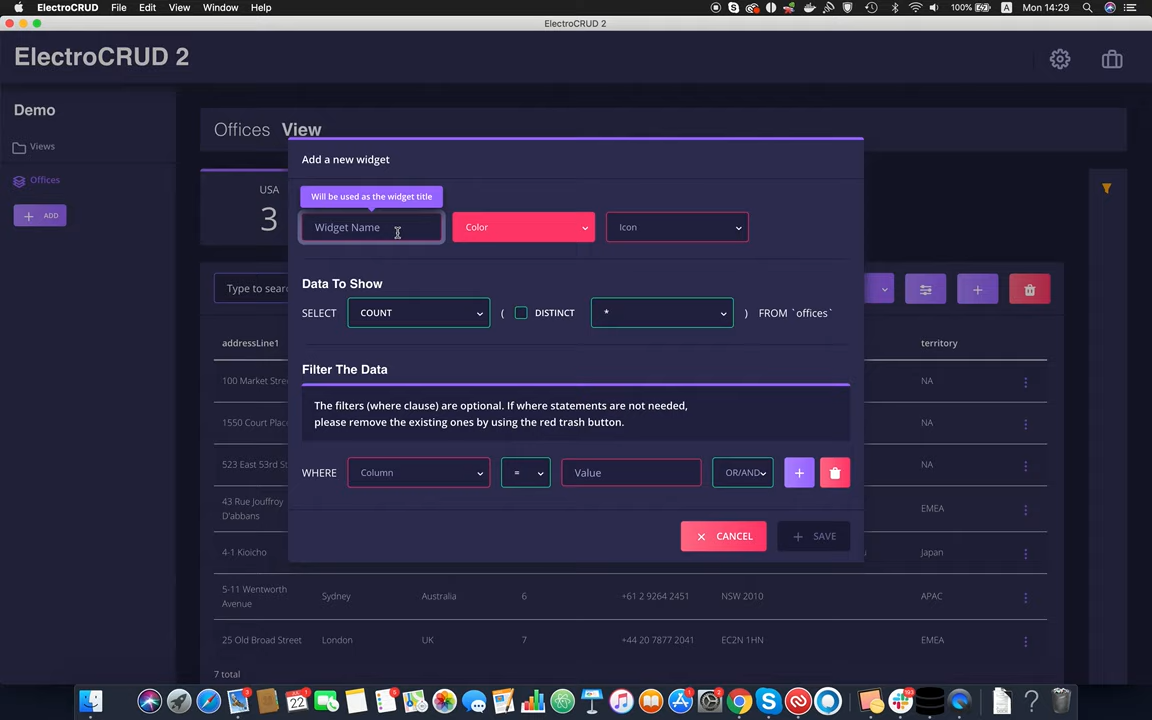 ElectroCRUD File Edit View Window Help
100% Mon 14:29
ElectroCRUD 2
ElectroCRUD 2
Demo
Views
Offices
ADD
Offices View
USA
3
Add a new widget
Will be used as the widget title
Widget Name Color Icon
Data To Show
SELECT COUNT ( DISTINCT * ) FROM `offices`
Filter The Data
The filters (where clause) are optional. If where statements are not needed,
please remove the existing ones by using the red trash button.
WHERE Column = Value OR/AND
CANCEL SAVE
Type to sear
addressLine1 territory
100 Market Stre NA
1550 Court Plac NA
523 East 53rd St NA
43 Rue Jouffroy
D'abbans EMEA
4-1 Kioicho Japan
5-11 Wentworth
Avenue Sydney Australia 6 +61 2 9264 2451 NSW 2010 APAC
25 Old Broad Street London UK 7 +44 20 7877 2041 EC2N 1HN EMEA
7 total